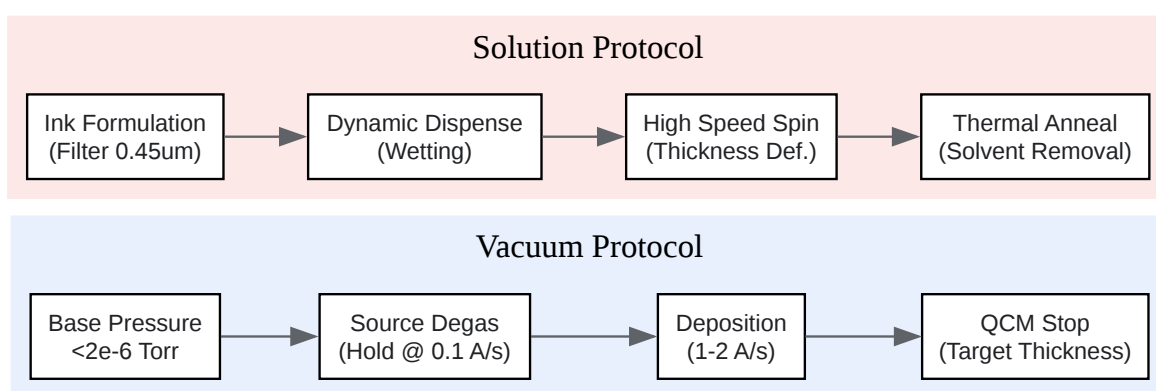 Solution Protocol
Ink Formulation
(Filter 0.45um)
Dynamic Dispense
(Wetting)
High Speed Spin
(Thickness Def.)
Thermal Anneal
(Solvent Removal)
Vacuum Protocol
Base Pressure
<2e-6 Torr
Source Degas
(Hold @ 0.1 A/s)
Deposition
(1-2 A/s)
QCM Stop
(Target Thickness)